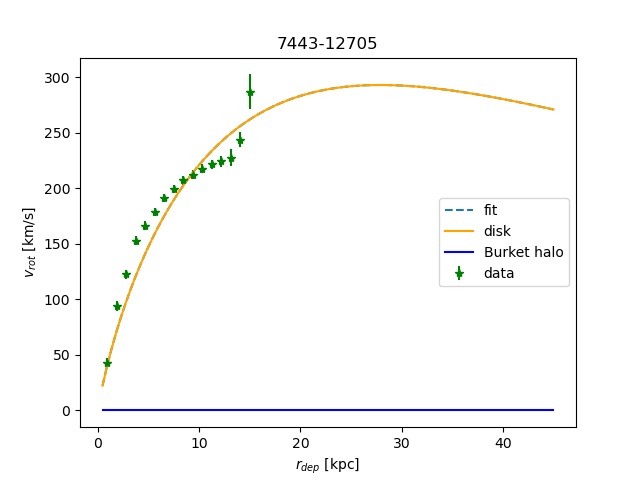 7443-12705
300
250
200
150
100
50
0
v_rot [km/s]
fit
disk
Burket halo
data
0 10 20 30 40
r_dep [kpc]